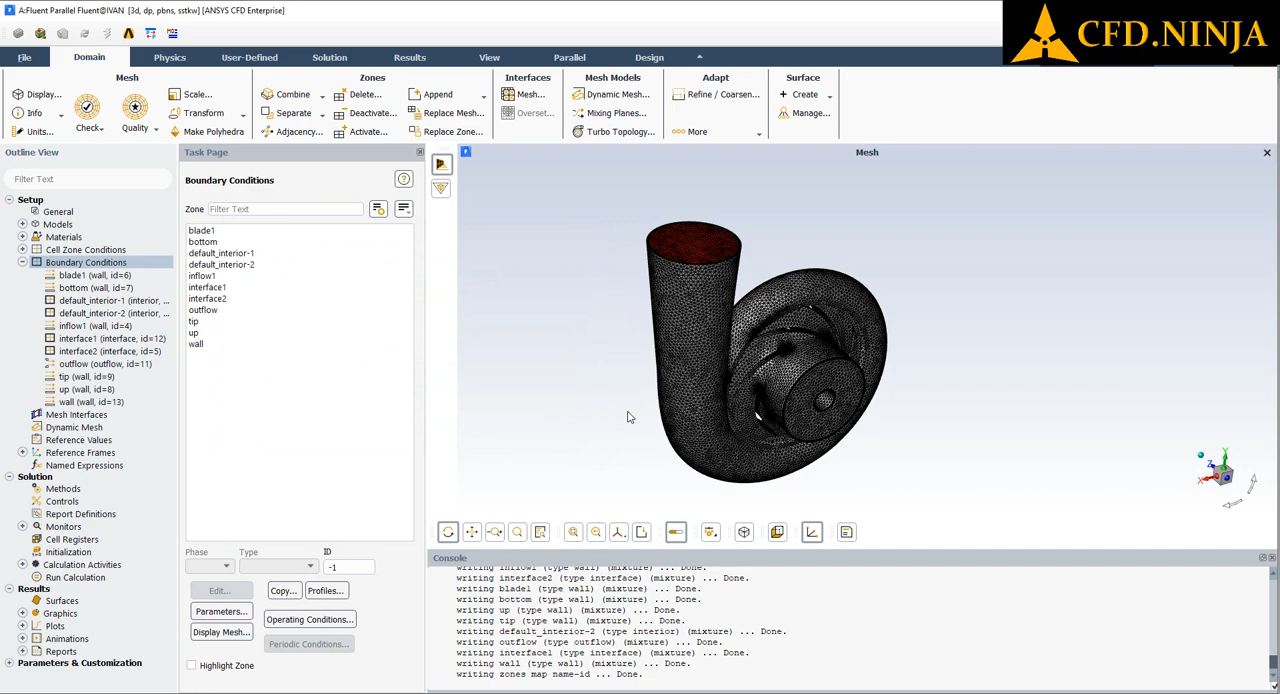 A:Fluent Parallel Fluent@IVAN [3d, dp, pbns, sstkw] [ANSYS CFD Enterprise]
CFD.NINJA
File Domain Physics User-Defined Solution Results View Parallel Design
Mesh Zones Interfaces Mesh Models Adapt Surface
Display... Scale... Combine Delete... Append Mesh... Dynamic Mesh... Refine / Coarsen... Create
Info Check Quality Transform Separate Deactivate... Replace Mesh... Overset... Mixing Planes... Manage...
Units... Make Polyhedra Adjacency... Activate... Replace Zone... Turbo Topology... More
Outline View
Filter Text
Setup
General
Models
Materials
Cell Zone Conditions
Boundary Conditions
blade1 (wall, id=6)
bottom (wall, id=7)
default_interior-1 (interior, ...
default_interior-2 (interior, ...
inflow1 (wall, id=4)
interface1 (interface, id=12)
interface2 (interface, id=5)
outflow (outflow, id=11)
tip (wall, id=9)
up (wall, id=8)
wall (wall, id=13)
Mesh Interfaces
Dynamic Mesh
Reference Values
Reference Frames
Named Expressions
Solution
Methods
Controls
Report Definitions
Monitors
Cell Registers
Initialization
Calculation Activities
Run Calculation
Results
Surfaces
Graphics
Plots
Animations
Reports
Parameters & Customization
Task Page
Boundary Conditions
Zone Filter Text
blade1
bottom
default_interior-1
default_interior-2
inflow1
interface1
interface2
outflow
tip
up
wall
Phase Type ID
-1
Edit... Copy... Profiles...
Parameters... Operating Conditions...
Display Mesh... Periodic Conditions...
Highlight Zone
Mesh
Y
Z
X
Console
writing inflow1 (type wall) (mixture) ... Done.
writing interface2 (type interface) (mixture) ... Done.
writing blade1 (type wall) (mixture) ... Done.
writing bottom (type wall) (mixture) ... Done.
writing up (type wall) (mixture) ... Done.
writing tip (type wall) (mixture) ... Done.
writing default_interior-2 (type interior) (mixture) ... Done.
writing outflow (type outflow) (mixture) ... Done.
writing interface1 (type interface) (mixture) ... Done.
writing wall (type wall) (mixture) ... Done.
writing zones map name-id ... Done.